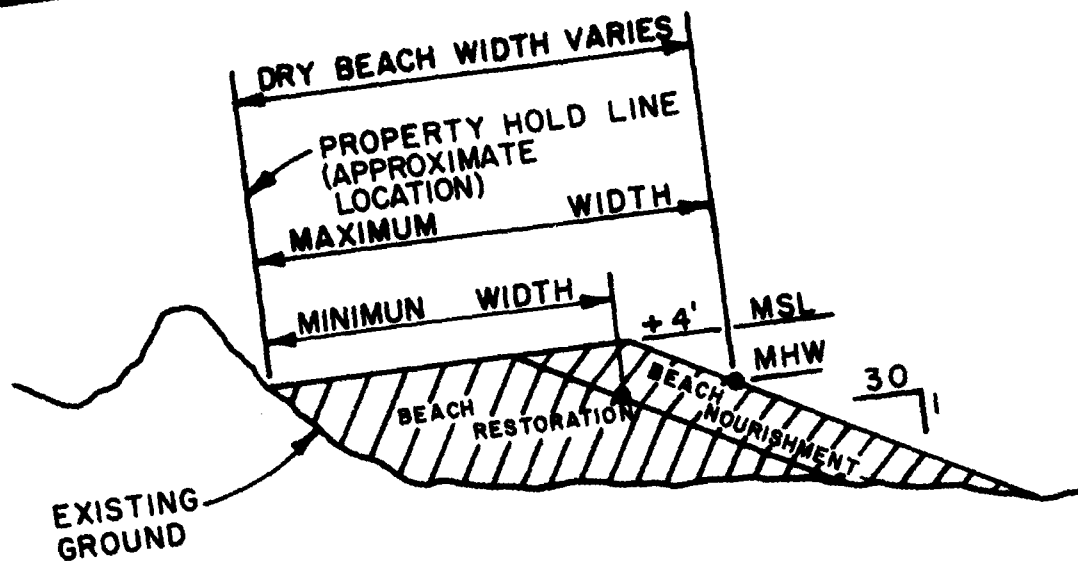 DRY BEACH WIDTH VARIES
PROPERTY HOLD LINE
(APPROXIMATE
LOCATION)
MAXIMUM WIDTH
MINIMUN WIDTH
+4' MSL
MHW
30
1
BEACH
RESTORATION
BEACH
NOURISHMENT
EXISTING
GROUND